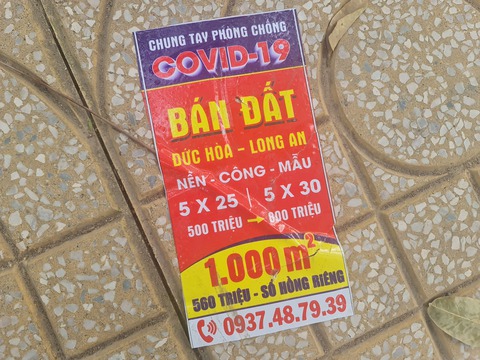 CHUNG TAY PHÒNG CHỐNG
COVID-19
BÁN ĐẤT
ĐỨC HÒA - LONG AN
NỀN - CÔNG - MẪU
5 X 25 | 5 X 30
500 TRIỆU → 800 TRIỆU
1.000 m²
560 TRIỆU - SỔ HỒNG RIÊNG
0937.48.79.39